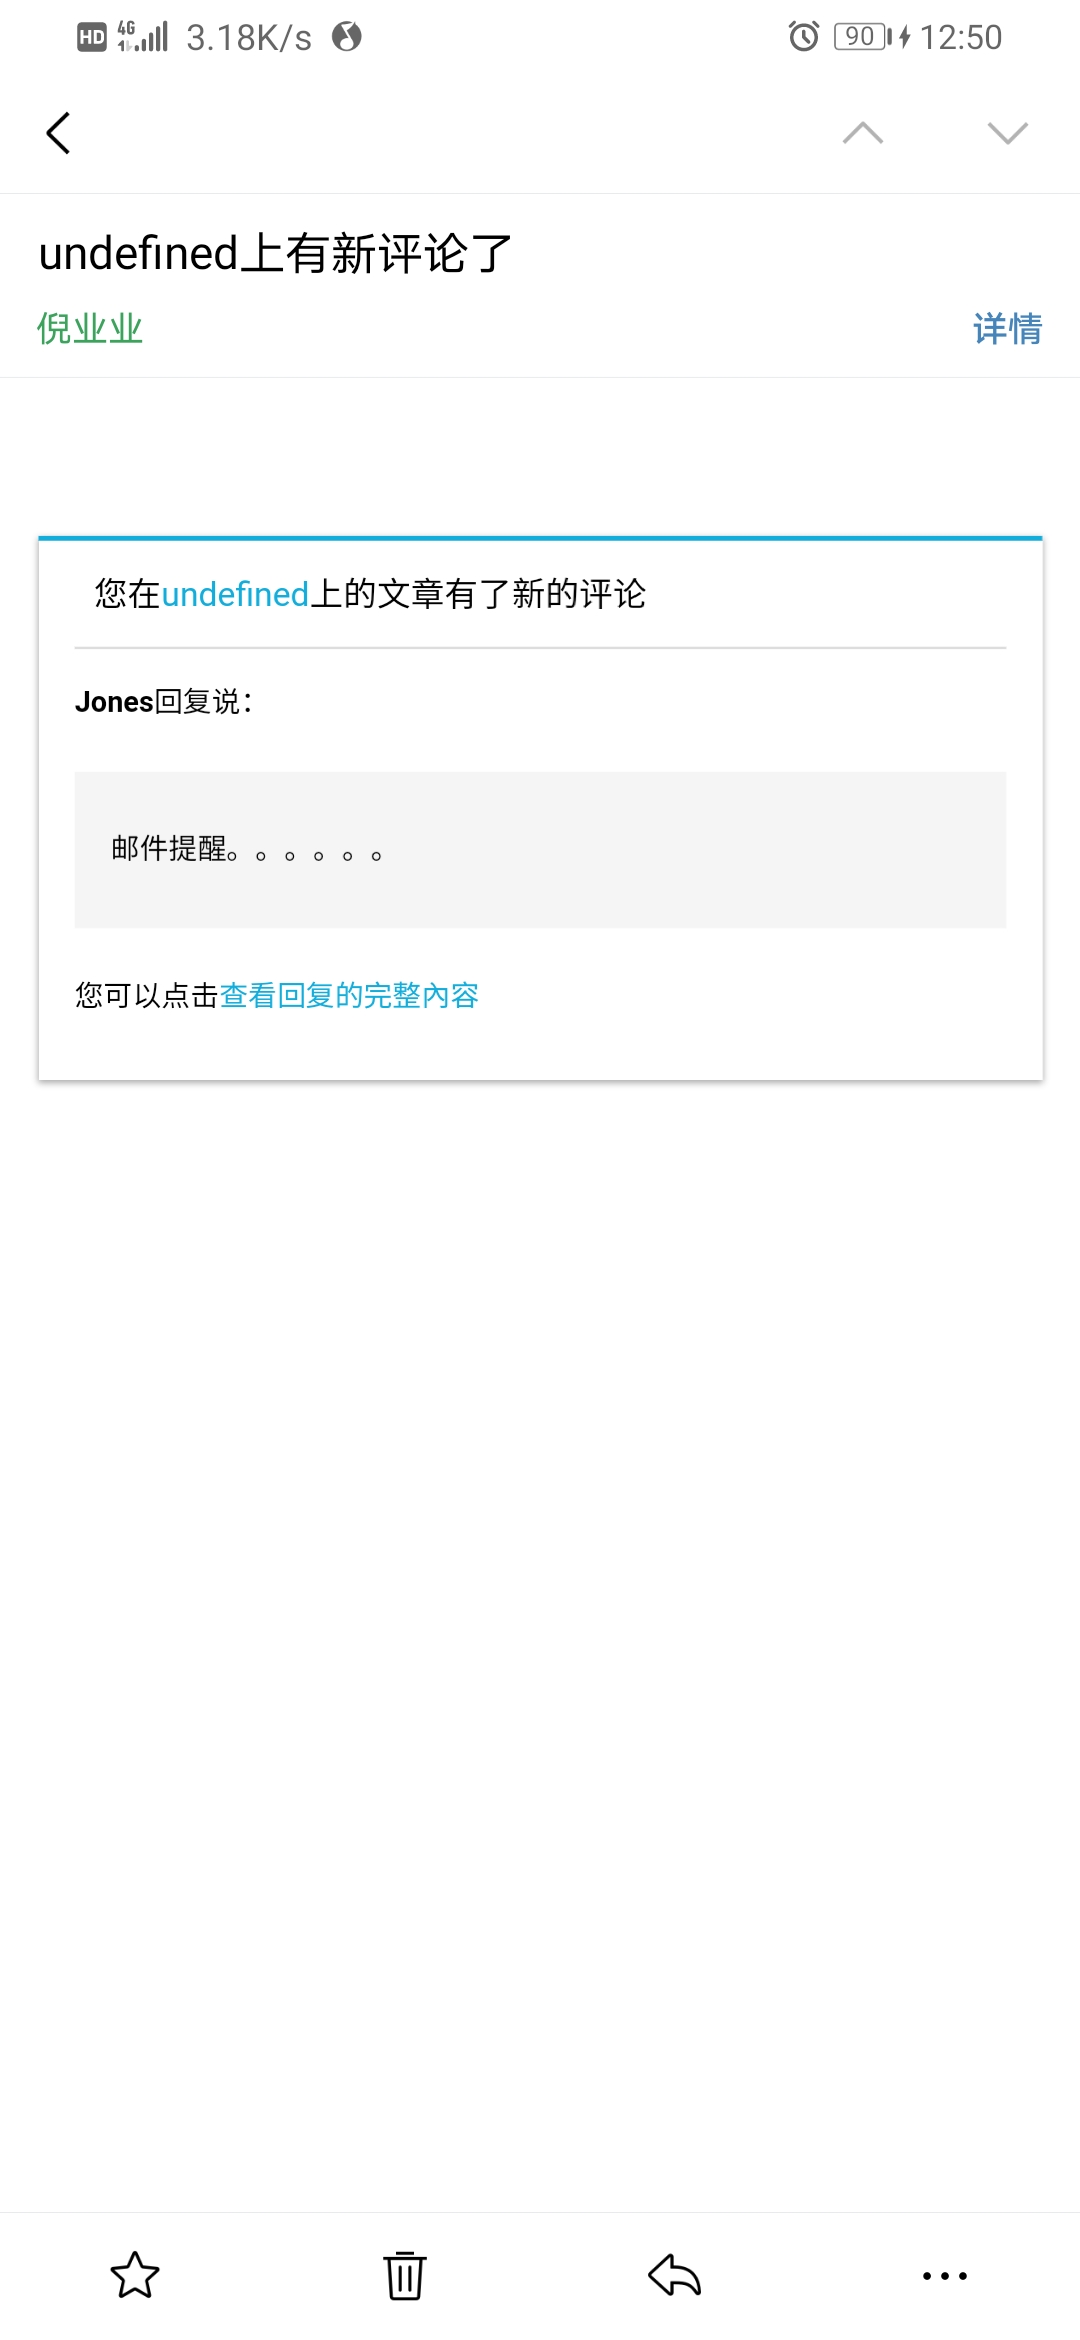 HD 4G 3.18K/s 90 12:50
undefined上有新评论了
倪业业 详情
您在undefined上的文章有了新的评论
Jones回复说：
邮件提醒。。。。。。
您可以点击查看回复的完整內容